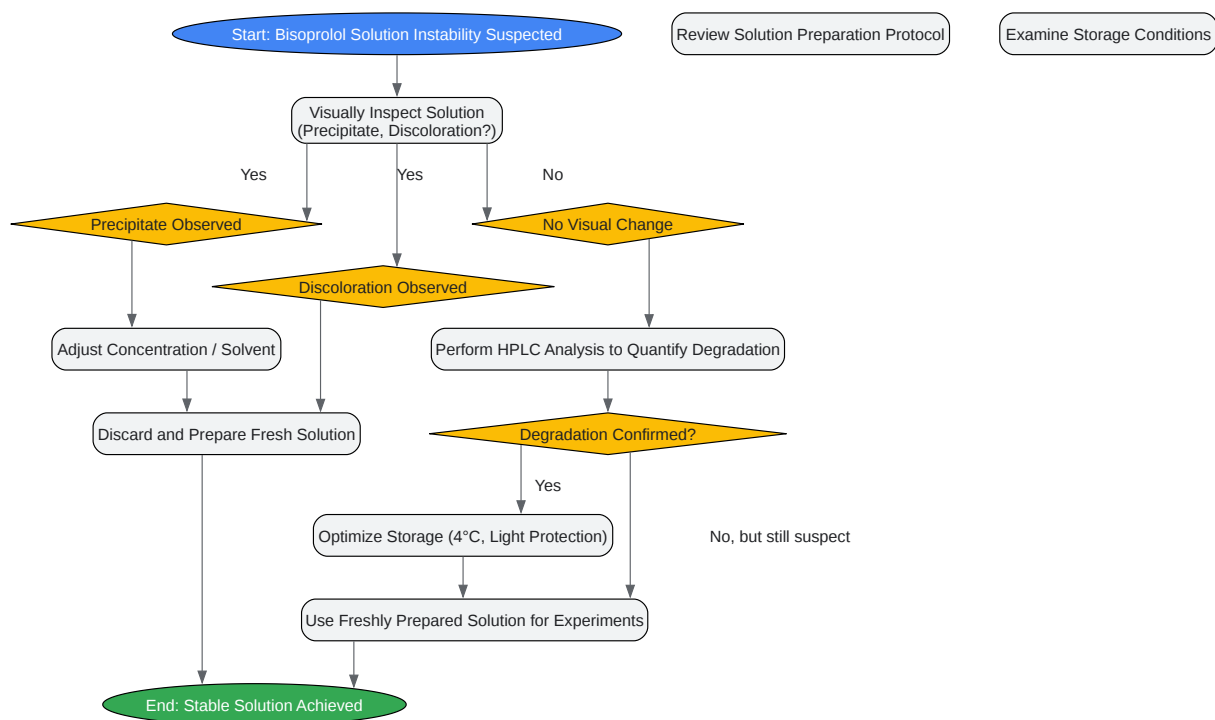 Start: Bisoprolol Solution Instability Suspected
Review Solution Preparation Protocol
Examine Storage Conditions
Visually Inspect Solution
(Precipitate, Discoloration?)
Yes
Yes
No
Precipitate Observed
No Visual Change
Discoloration Observed
Adjust Concentration / Solvent
Perform HPLC Analysis to Quantify Degradation
Discard and Prepare Fresh Solution
Degradation Confirmed?
Yes
Optimize Storage (4°C, Light Protection)
No, but still suspect
Use Freshly Prepared Solution for Experiments
End: Stable Solution Achieved